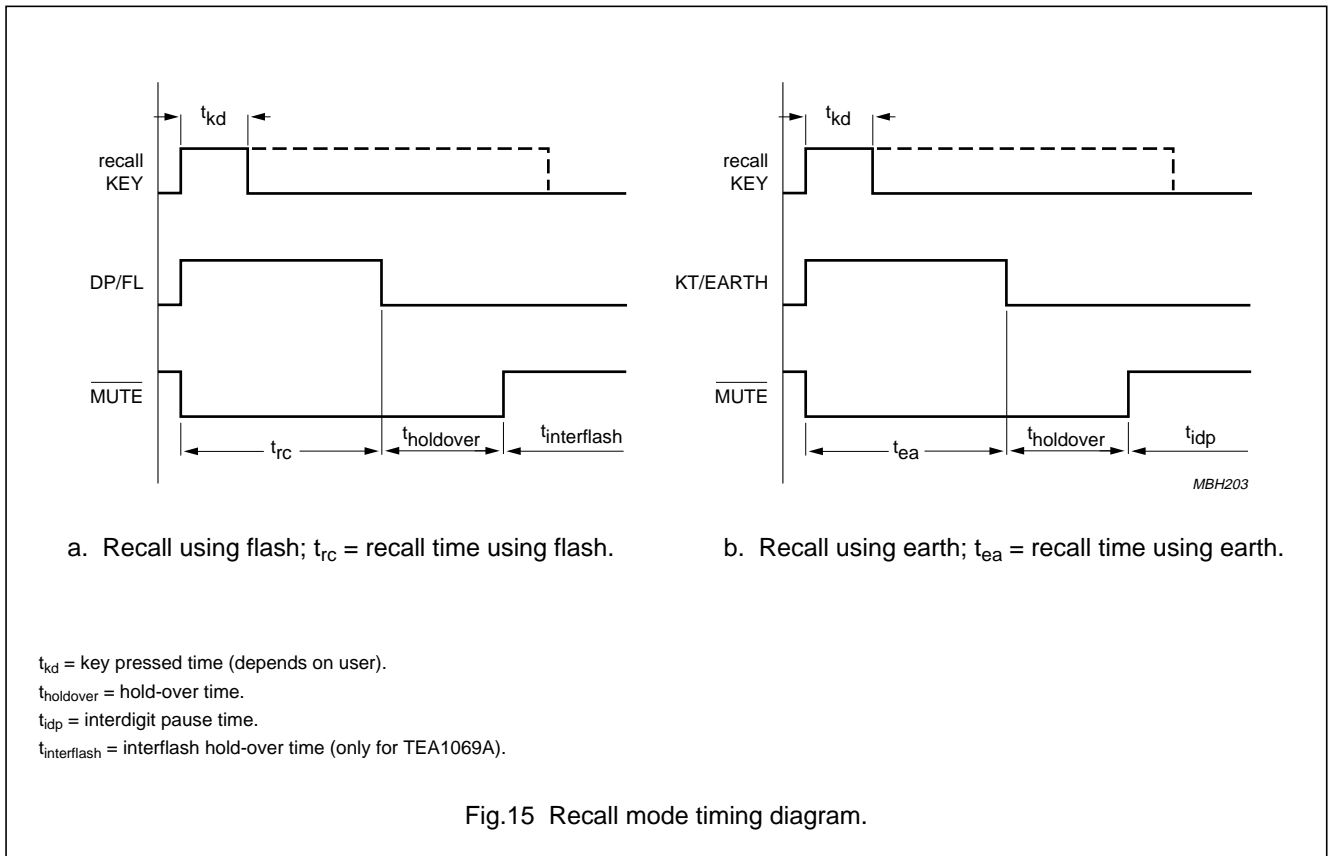 tkd
recall
KEY
DP/FL
MUTE
trc
tholdover
tinterflash
tkd
recall
KEY
KT/EARTH
MUTE
tea
tholdover
tidp
MBH203
a. Recall using flash; trc = recall time using flash.
b. Recall using earth; tea = recall time using earth.
tkd = key pressed time (depends on user).
tholdover = hold-over time.
tidp = interdigit pause time.
tinterflash = interflash hold-over time (only for TEA1069A).
Fig.15 Recall mode timing diagram.